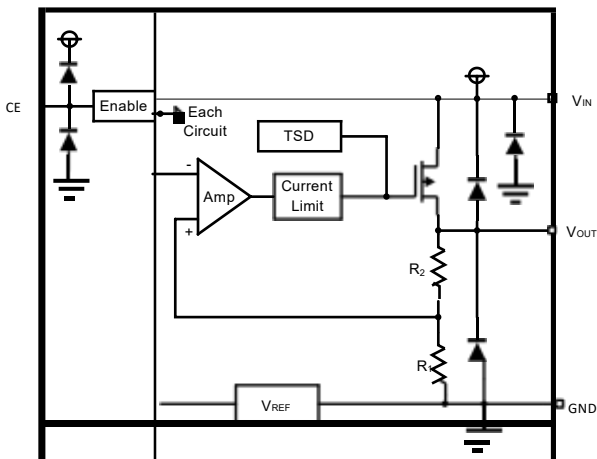 CE
Enable
Each
Circuit
TSD
VIN
-
Amp
+
Current
Limit
VOUT
R2
R1
VREF
GND